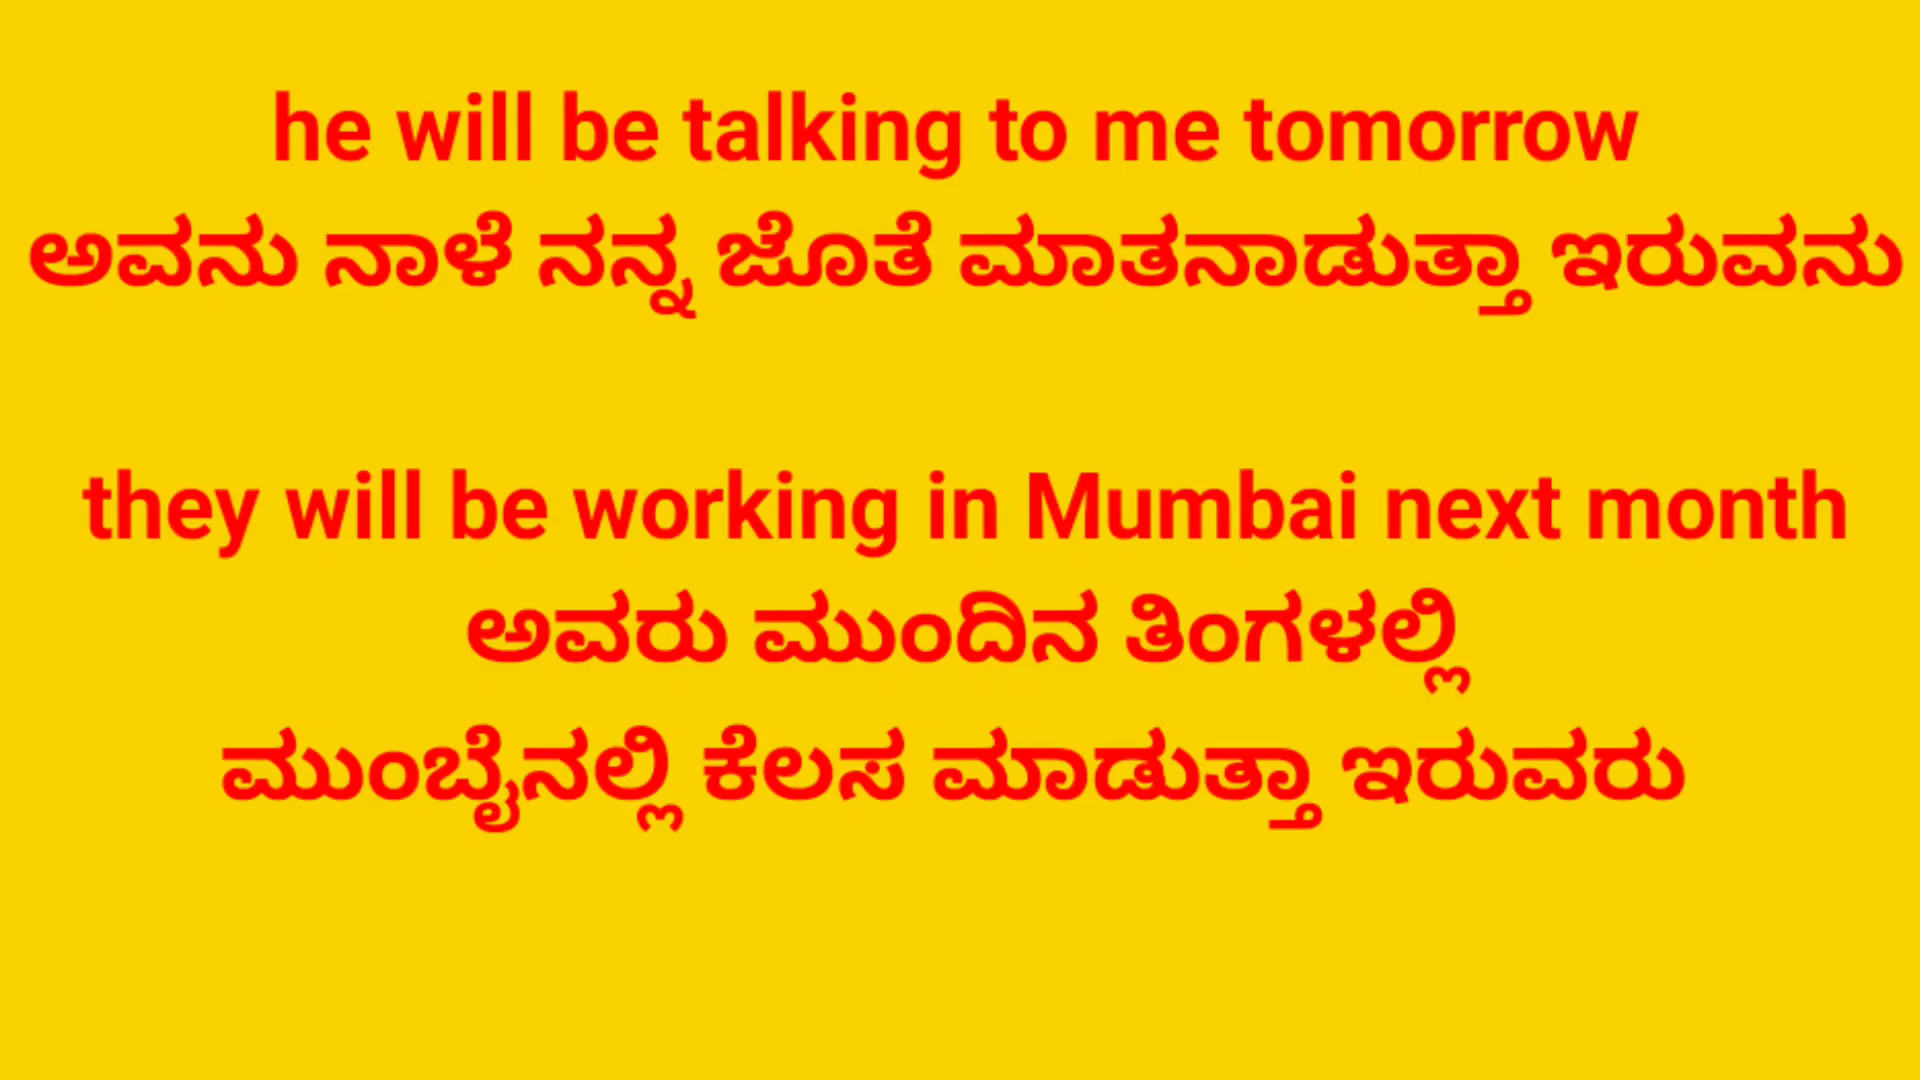 he will be talking to me tomorrow
ಅವನು ನಾಳೆ ನನ್ನ ಜೊತೆ ಮಾತನಾಡುತ್ತಾ ಇರುವನು
they will be working in Mumbai next month
ಅವರು ಮುಂದಿನ ತಿಂಗಳಲ್ಲಿ
ಮುಂಬೈನಲ್ಲಿ ಕೆಲಸ ಮಾಡುತ್ತಾ ಇರುವರು